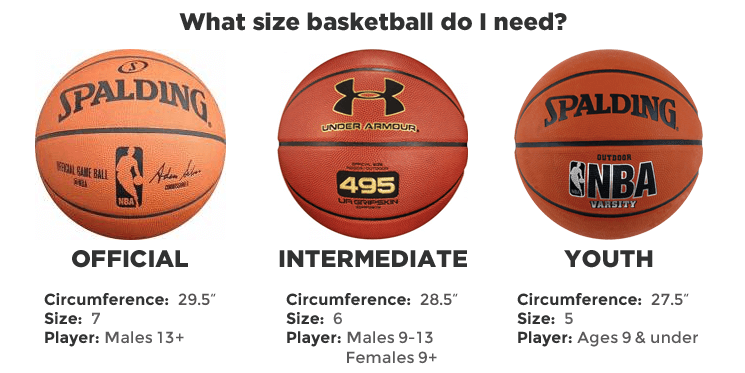 What size basketball do I need?
SPALDING
OFFICIAL GAME BALL
NBA
UNDER ARMOUR
495
UA GRIPSKIN
COMPOSITE
SPALDING
OUTDOOR
NBA
VARSITY
OFFICIAL
INTERMEDIATE
YOUTH
Circumference: 29.5"
Size: 7
Player: Males 13+
Circumference: 28.5"
Size: 6
Player: Males 9-13
Females 9+
Circumference: 27.5"
Size: 5
Player: Ages 9 & under